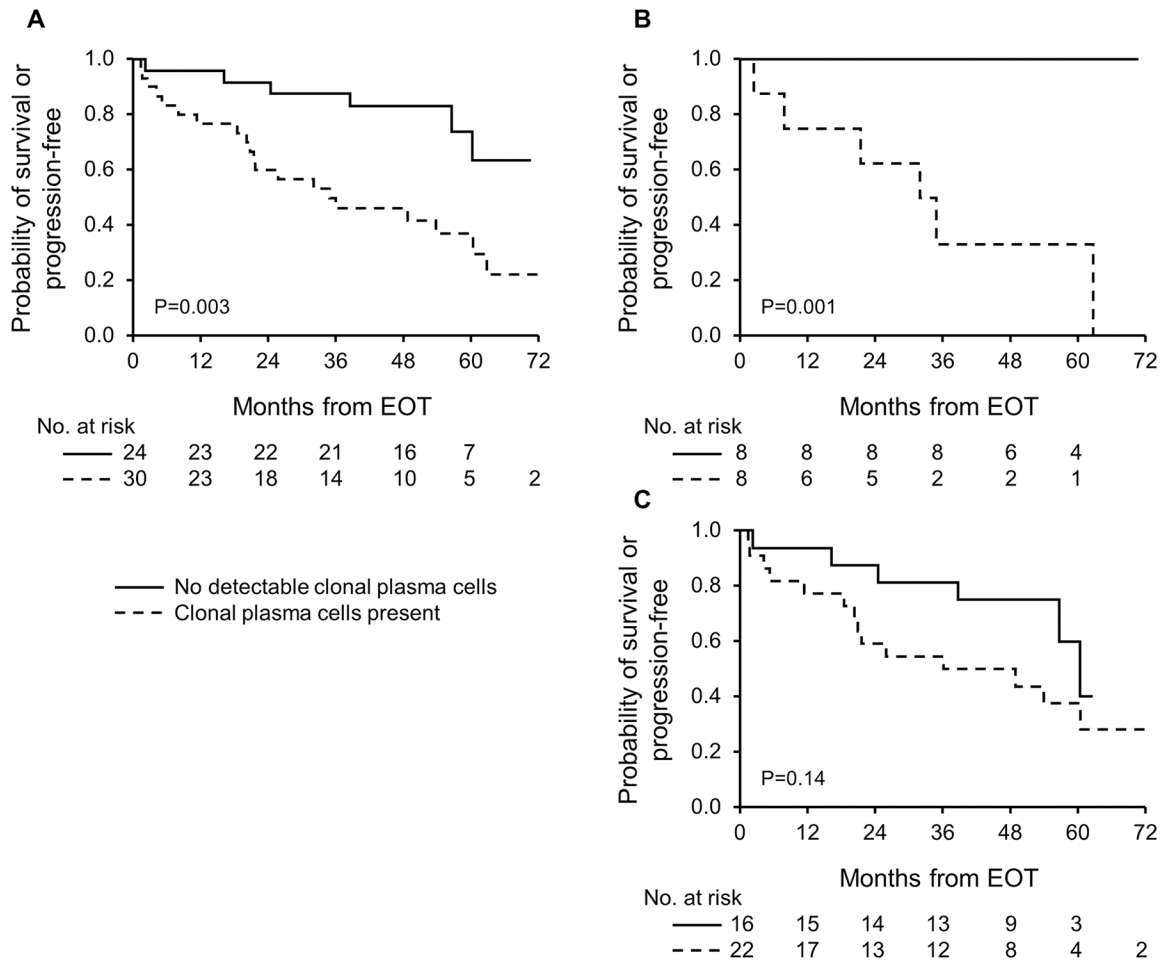 A
Probability of survival or
progression-free
1.0
0.8
0.6
0.4
0.2
0.0
P=0.003
0 12 24 36 48 60 72
Months from EOT
No. at risk
24 23 22 21 16 7
30 23 18 14 10 5 2
No detectable clonal plasma cells
Clonal plasma cells present
B
Probability of survival or
progression-free
1.0
0.8
0.6
0.4
0.2
0.0
P=0.001
0 12 24 36 48 60 72
Months from EOT
No. at risk
8 8 8 8 6 4
8 6 5 2 2 1
C
Probability of survival or
progression-free
1.0
0.8
0.6
0.4
0.2
0.0
P=0.14
0 12 24 36 48 60 72
Months from EOT
No. at risk
16 15 14 13 9 3
22 17 13 12 8 4 2